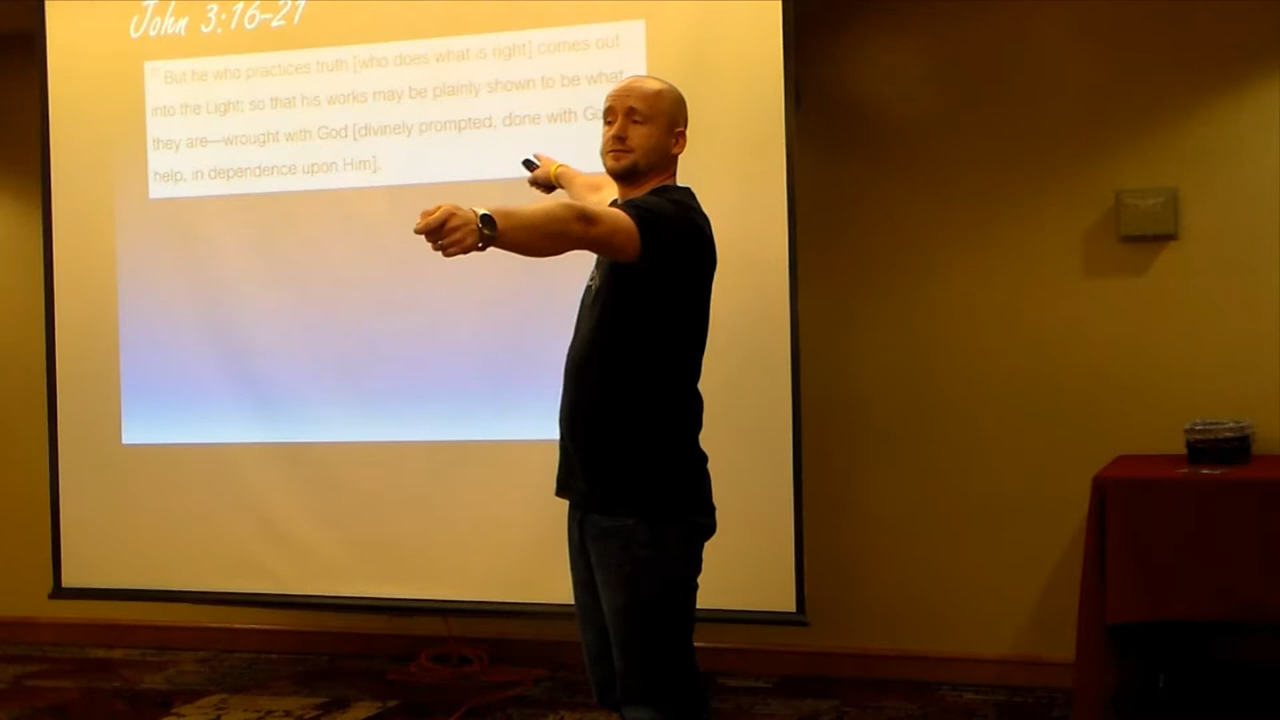 John 3:16-21
But he who practices truth [who does what is right] comes out
into the Light; so that his works may be plainly shown to be what
they are—wrought with God [divinely prompted, done with
help, in dependence upon Him].